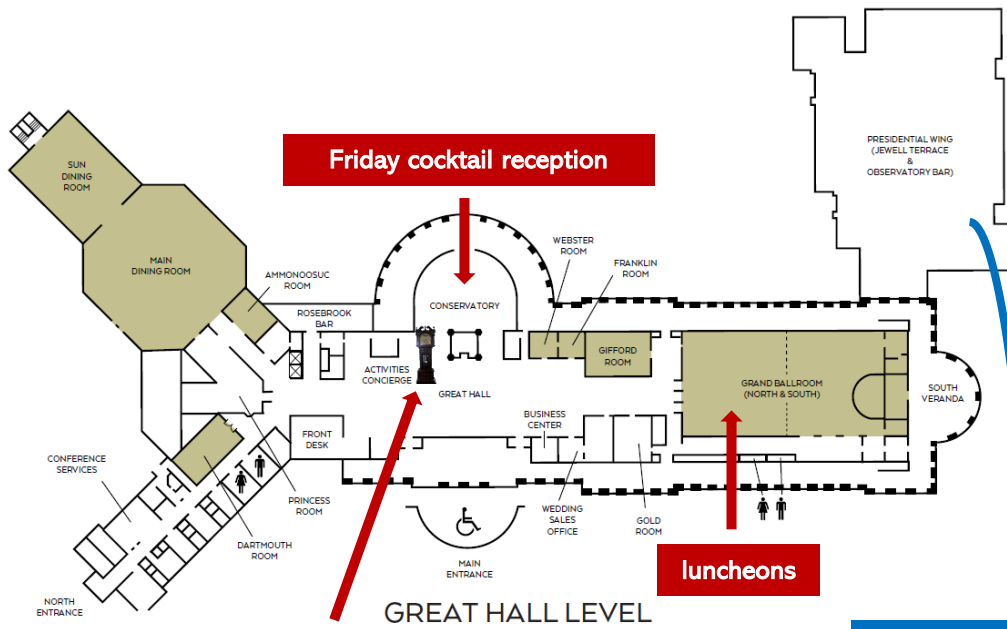 PRESIDENTIAL WING
(JEWELL TERRACE
&
OBSERVATORY BAR)
Friday cocktail reception
SUN
DINING
ROOM
MAIN
DINING ROOM
AMMONOOSUC
ROOM
ROSEBROOK
BAR
CONSERVATORY
WEBSTER
ROOM
FRANKLIN
ROOM
GIFFORD
ROOM
ACTIVITIES
CONCIERGE
GREAT HALL
GRAND BALLROOM
(NORTH & SOUTH)
SOUTH
VERANDA
BUSINESS
CENTER
FRONT
DESK
CONFERENCE
SERVICES
PRINCESS
ROOM
DARTMOUTH
ROOM
WEDDING
SALES
OFFICE
GOLD
ROOM
MAIN
ENTRANCE
luncheons
NORTH
ENTRANCE
GREAT HALL LEVEL